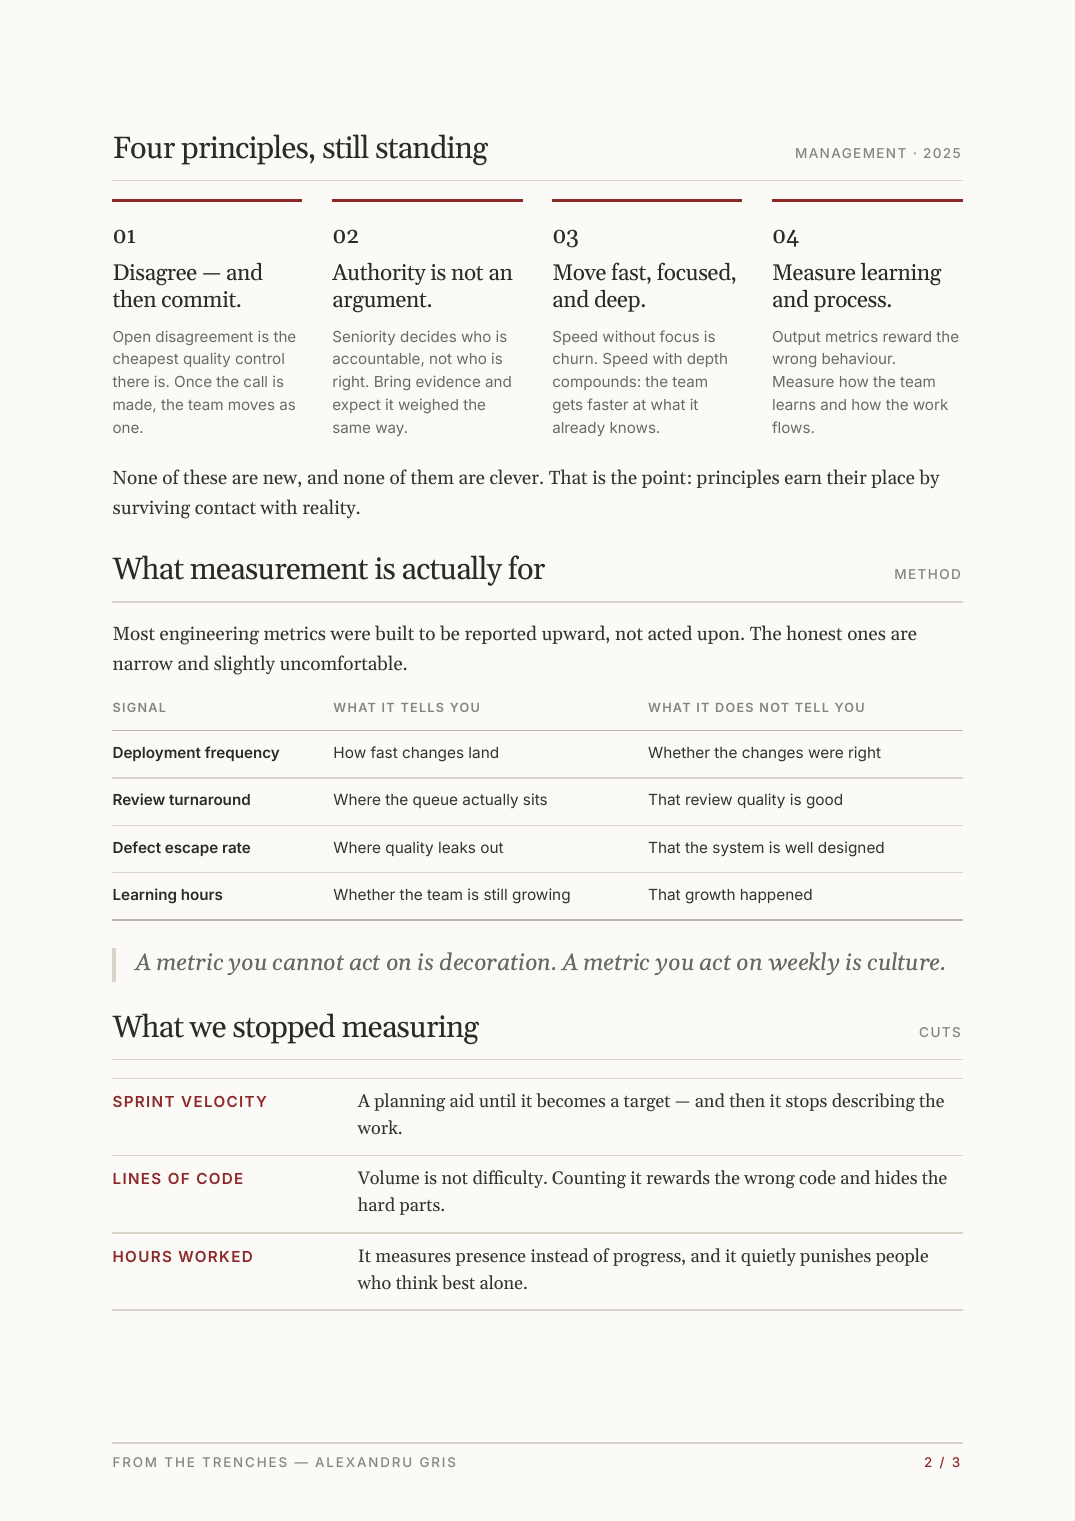 Four principles, still standing
MANAGEMENT · 2025
01
Disagree — and
then commit.
Open disagreement is the
cheapest quality control
there is. Once the call is
made, the team moves as
one.
02
Authority is not an
argument.
Seniority decides who is
accountable, not who is
right. Bring evidence and
expect it weighed the
same way.
03
Move fast, focused,
and deep.
Speed without focus is
churn. Speed with depth
compounds: the team
gets faster at what it
already knows.
04
Measure learning
and process.
Output metrics reward the
wrong behaviour.
Measure how the team
learns and how the work
flows.
None of these are new, and none of them are clever. That is the point: principles earn their place by
surviving contact with reality.
What measurement is actually for
METHOD
Most engineering metrics were built to be reported upward, not acted upon. The honest ones are
narrow and slightly uncomfortable.
SIGNAL WHAT IT TELLS YOU WHAT IT DOES NOT TELL YOU
Deployment frequency How fast changes land Whether the changes were right
Review turnaround Where the queue actually sits That review quality is good
Defect escape rate Where quality leaks out That the system is well designed
Learning hours Whether the team is still growing That growth happened
A metric you cannot act on is decoration. A metric you act on weekly is culture.
What we stopped measuring
CUTS
SPRINT VELOCITY
A planning aid until it becomes a target — and then it stops describing the
work.
LINES OF CODE
Volume is not difficulty. Counting it rewards the wrong code and hides the
hard parts.
HOURS WORKED
It measures presence instead of progress, and it quietly punishes people
who think best alone.
FROM THE TRENCHES — ALEXANDRU GRIS
2 / 3